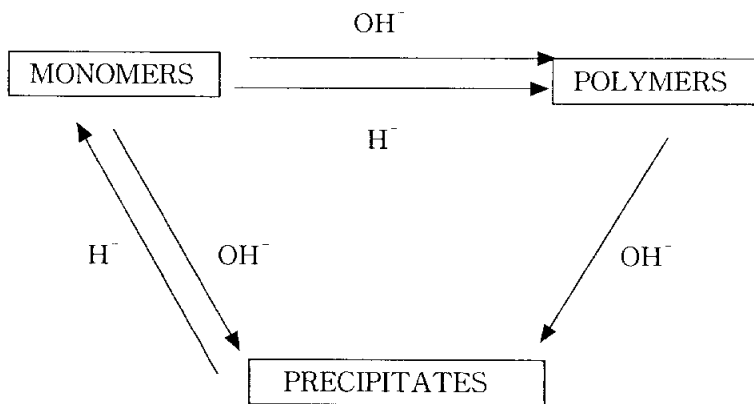 OH⁻
MONOMERS
POLYMERS
H⁻
H⁻
OH⁻
OH⁻
PRECIPITATES